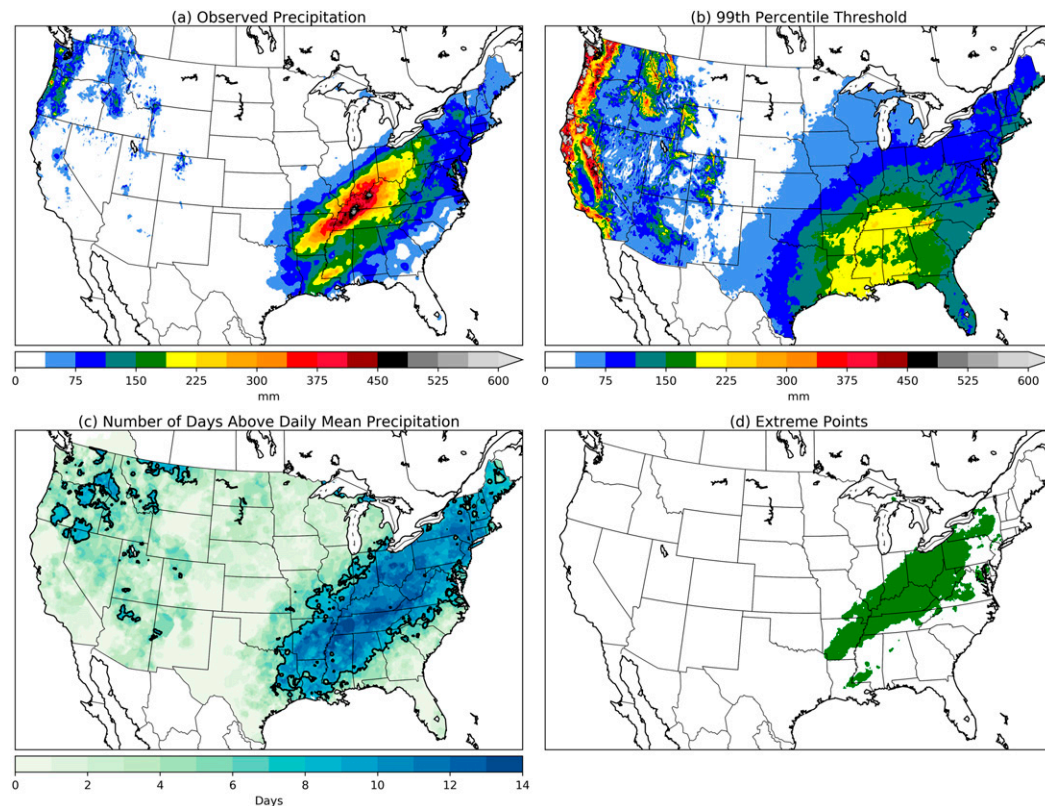 (a) Observed Precipitation
(b) 99th Percentile Threshold
0 75 150 225 300 375 450 525 600
mm
0 75 150 225 300 375 450 525 600
mm
(c) Number of Days Above Daily Mean Precipitation
(d) Extreme Points
0 2 4 6 8 10 12 14
Days